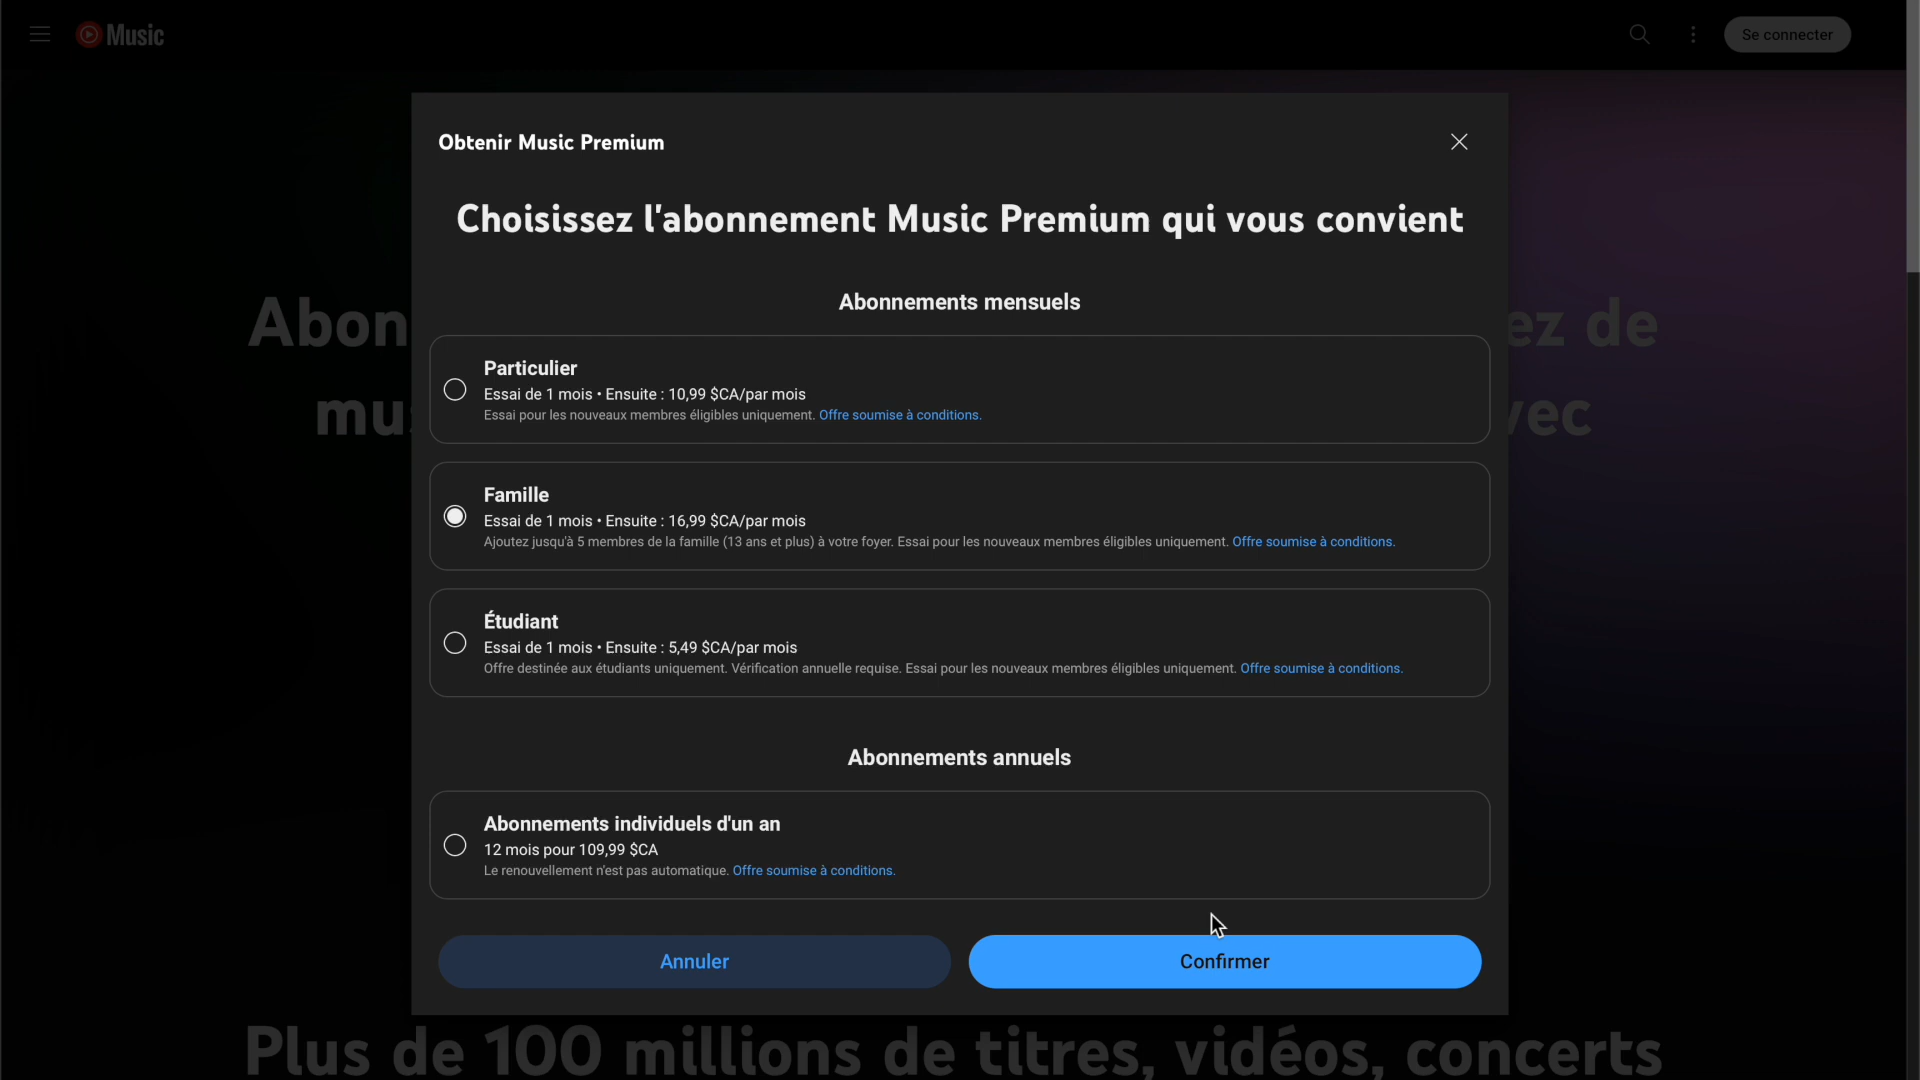 Music
Se connecter
Obtenir Music Premium
Choisissez l'abonnement Music Premium qui vous convient
Abonnements mensuels
Abon
ez de
Particulier
Essai de 1 mois • Ensuite : 10,99 $CA/par mois
Essai pour les nouveaux membres éligibles uniquement. Offre soumise à conditions.
mus
vec
Famille
Essai de 1 mois • Ensuite : 16,99 $CA/par mois
Ajoutez jusqu'à 5 membres de la famille (13 ans et plus) à votre foyer. Essai pour les nouveaux membres éligibles uniquement. Offre soumise à conditions.
Étudiant
Essai de 1 mois • Ensuite : 5,49 $CA/par mois
Offre destinée aux étudiants uniquement. Vérification annuelle requise. Essai pour les nouveaux membres éligibles uniquement. Offre soumise à conditions.
Abonnements annuels
Abonnements individuels d'un an
12 mois pour 109,99 $CA
Le renouvellement n'est pas automatique. Offre soumise à conditions.
Annuler
Confirmer
Plus de 100 millions de titres, vidéos, concerts